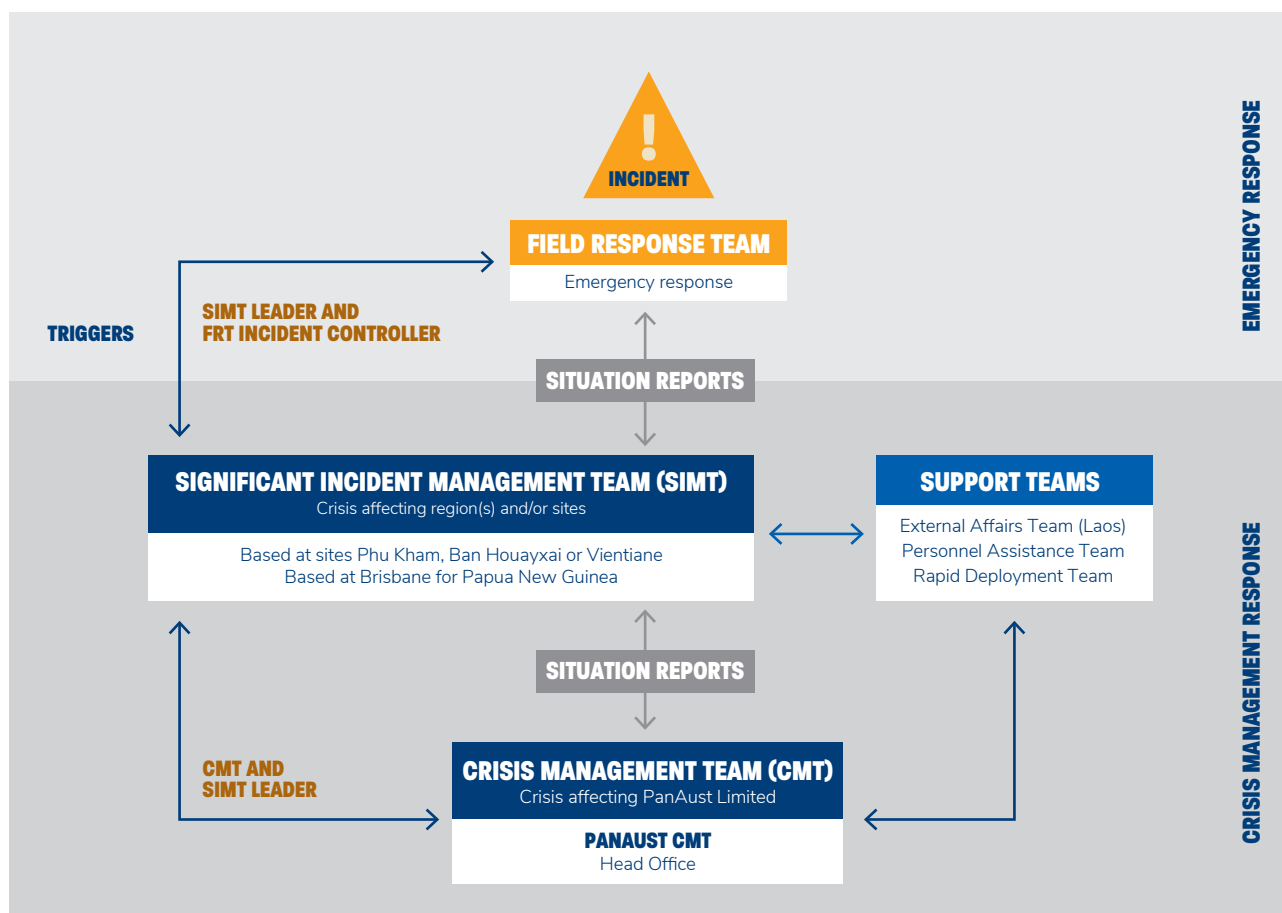 !
INCIDENT
FIELD RESPONSE TEAM
Emergency response
EMERGENCY RESPONSE
TRIGGERS
SIMT LEADER AND
FRT INCIDENT CONTROLLER
SITUATION REPORTS
SIGNIFICANT INCIDENT MANAGEMENT TEAM (SIMT)
Crisis affecting region(s) and/or sites
Based at sites Phu Kham, Ban Houayxai or Vientiane
Based at Brisbane for Papua New Guinea
SUPPORT TEAMS
External Affairs Team (Laos)
Personnel Assistance Team
Rapid Deployment Team
CRISIS MANAGEMENT RESPONSE
SITUATION REPORTS
CMT AND
SIMT LEADER
CRISIS MANAGEMENT TEAM (CMT)
Crisis affecting PanAust Limited
PANAUST CMT
Head Office